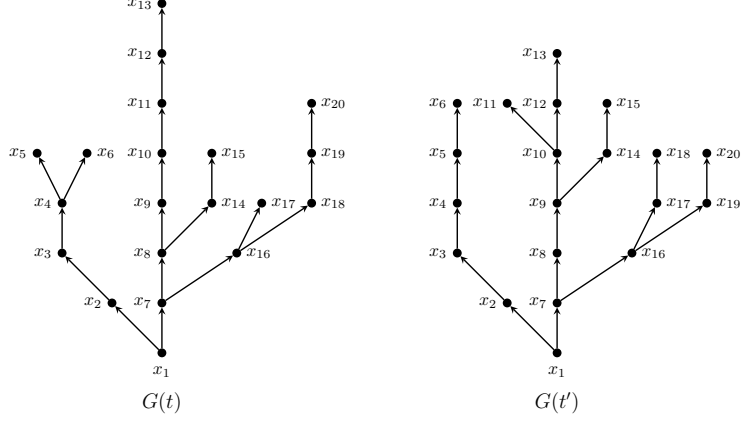 x13
x12 x13
x11 x20 x6 x11 x12 x15
x5 x6 x10 x15 x19 x5 x10 x14 x18 x20
x4 x9 x14 x17 x18 x4 x9 x17 x19
x3 x8 x16 x3 x8 x16
x2 x7 x2 x7
x1 x1
G(t) G(t′)